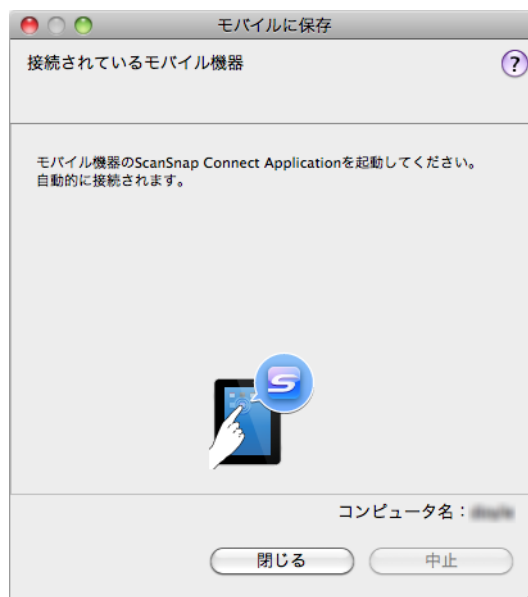 モバイルに保存
接続されているモバイル機器
?
モバイル機器のScanSnap Connect Applicationを起動してください。
自動的に接続されます。
S
コンピュータ名：
閉じる
中止